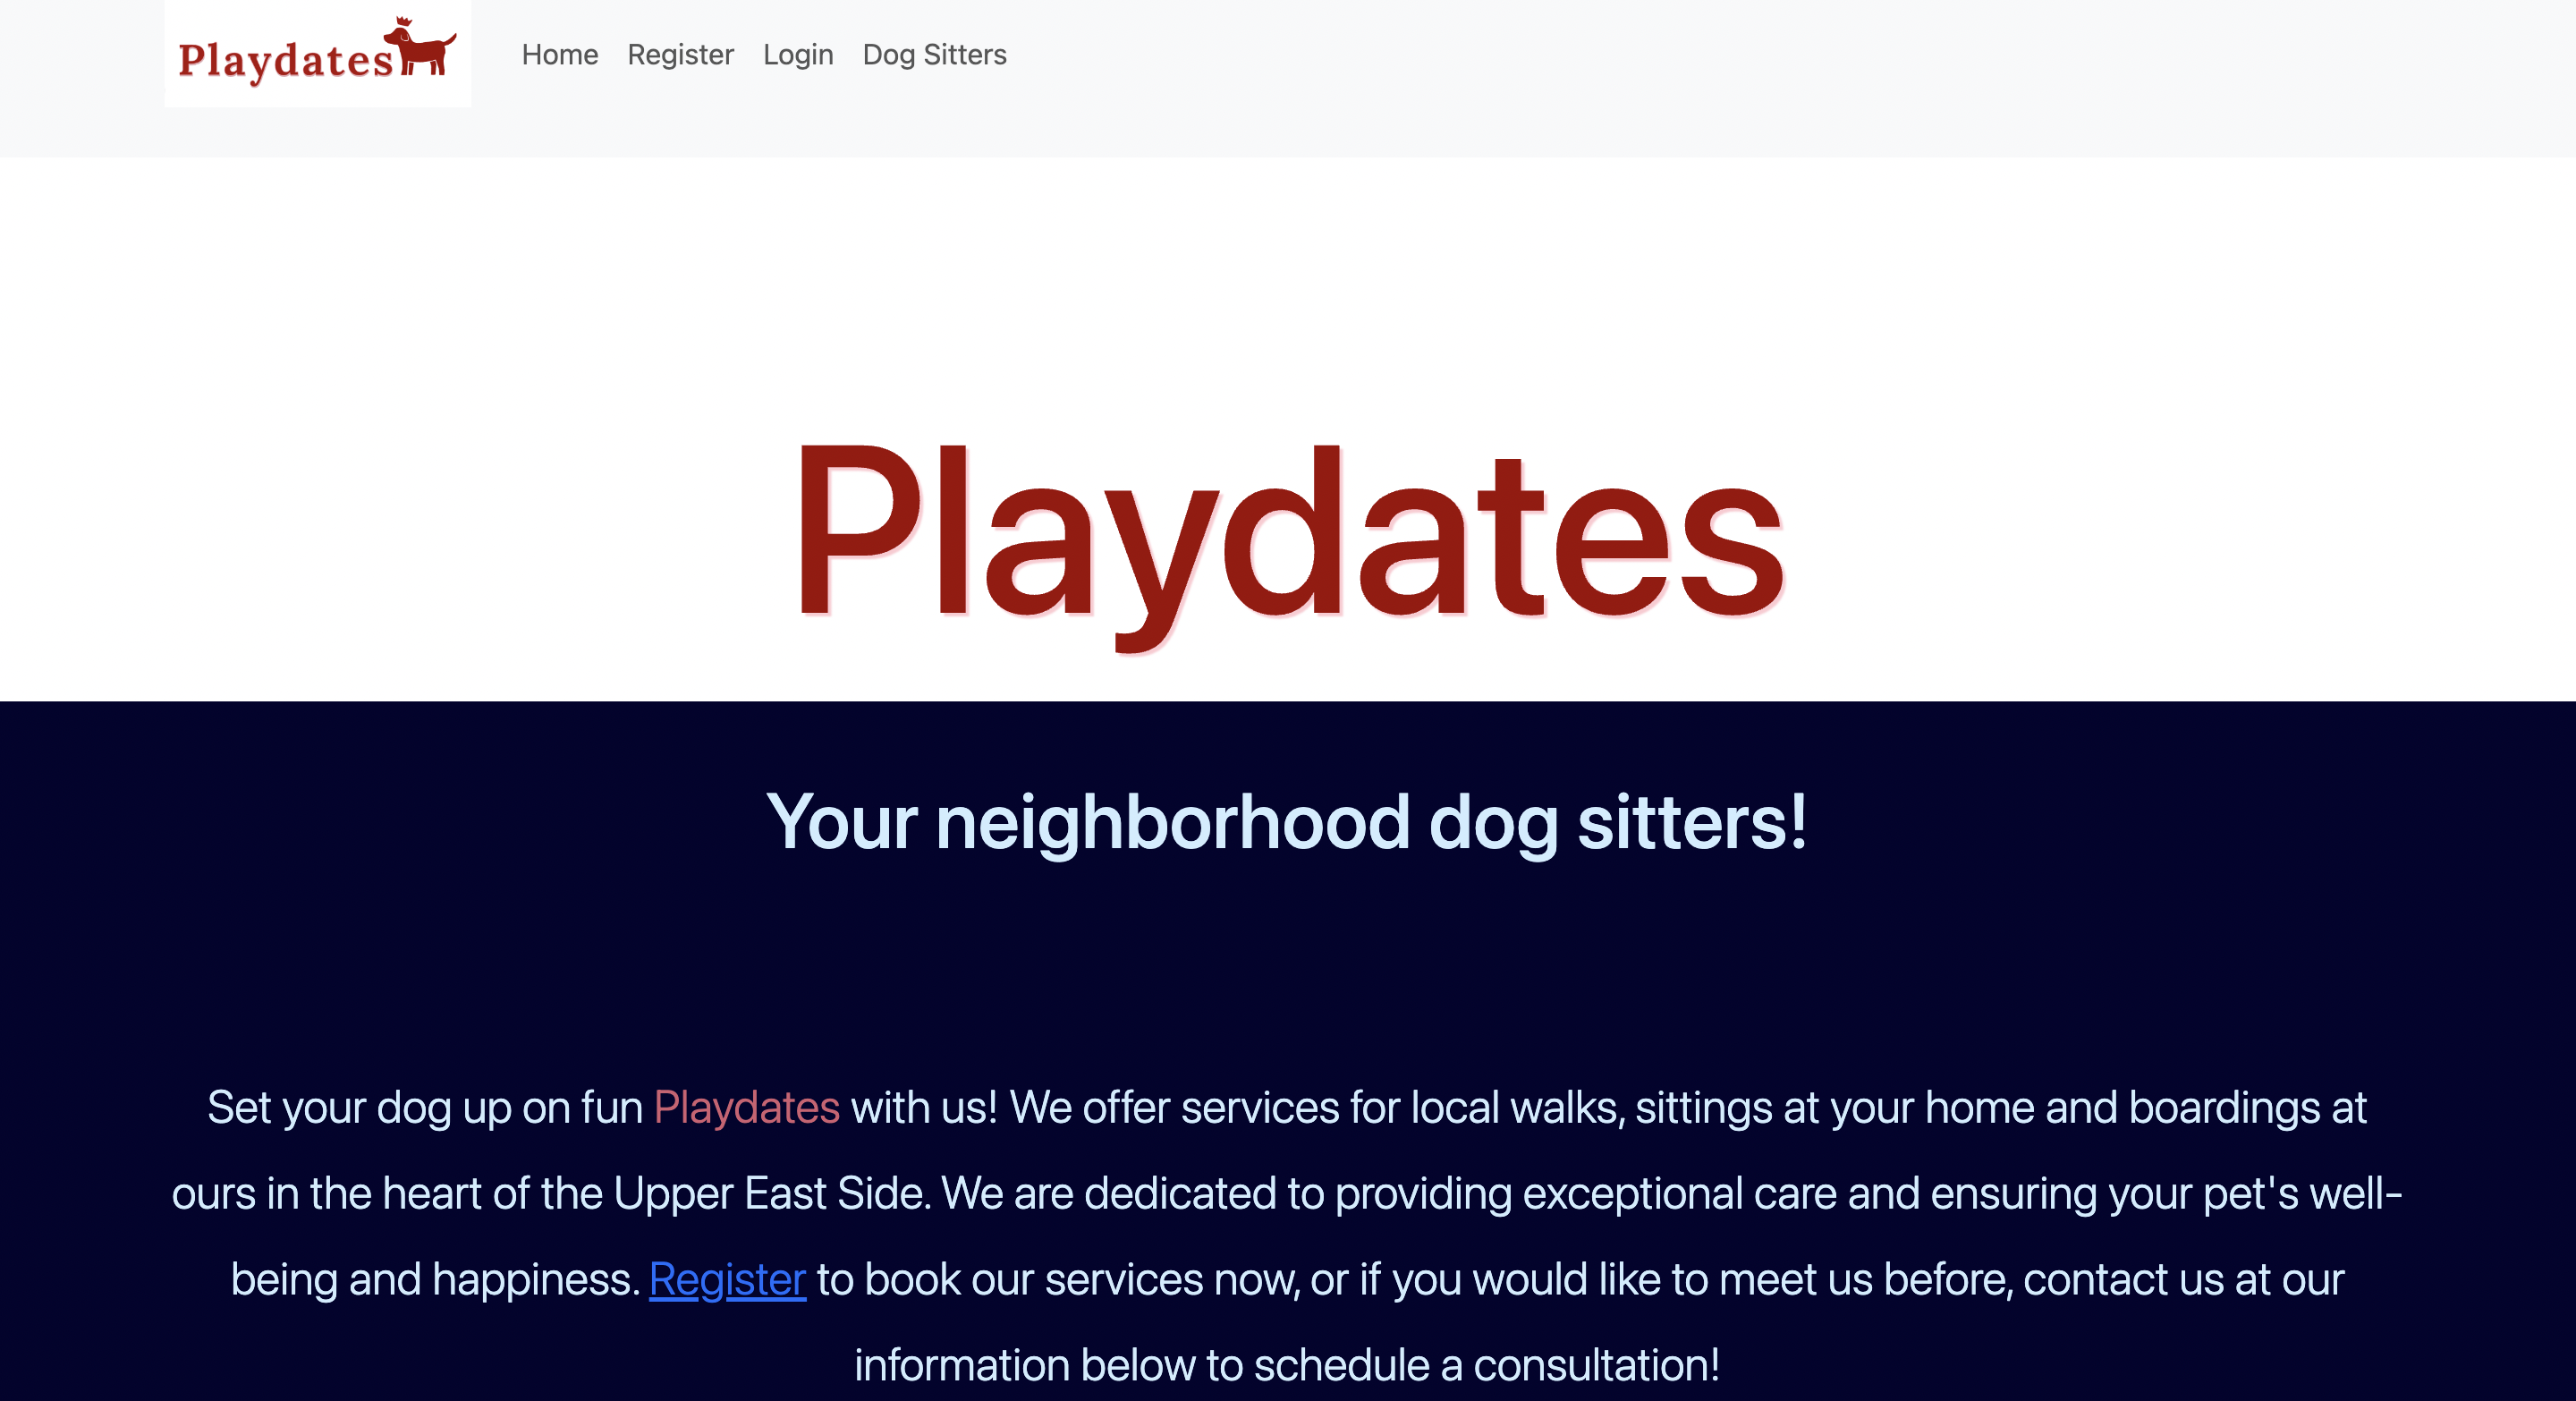 Playdates
Home Register Login Dog Sitters
Playdates
Your neighborhood dog sitters!
Set your dog up on fun Playdates with us! We offer services for local walks, sittings at your home and boardings at
ours in the heart of the Upper East Side. We are dedicated to providing exceptional care and ensuring your pet's well-
being and happiness. Register to book our services now, or if you would like to meet us before, contact us at our
information below to schedule a consultation!